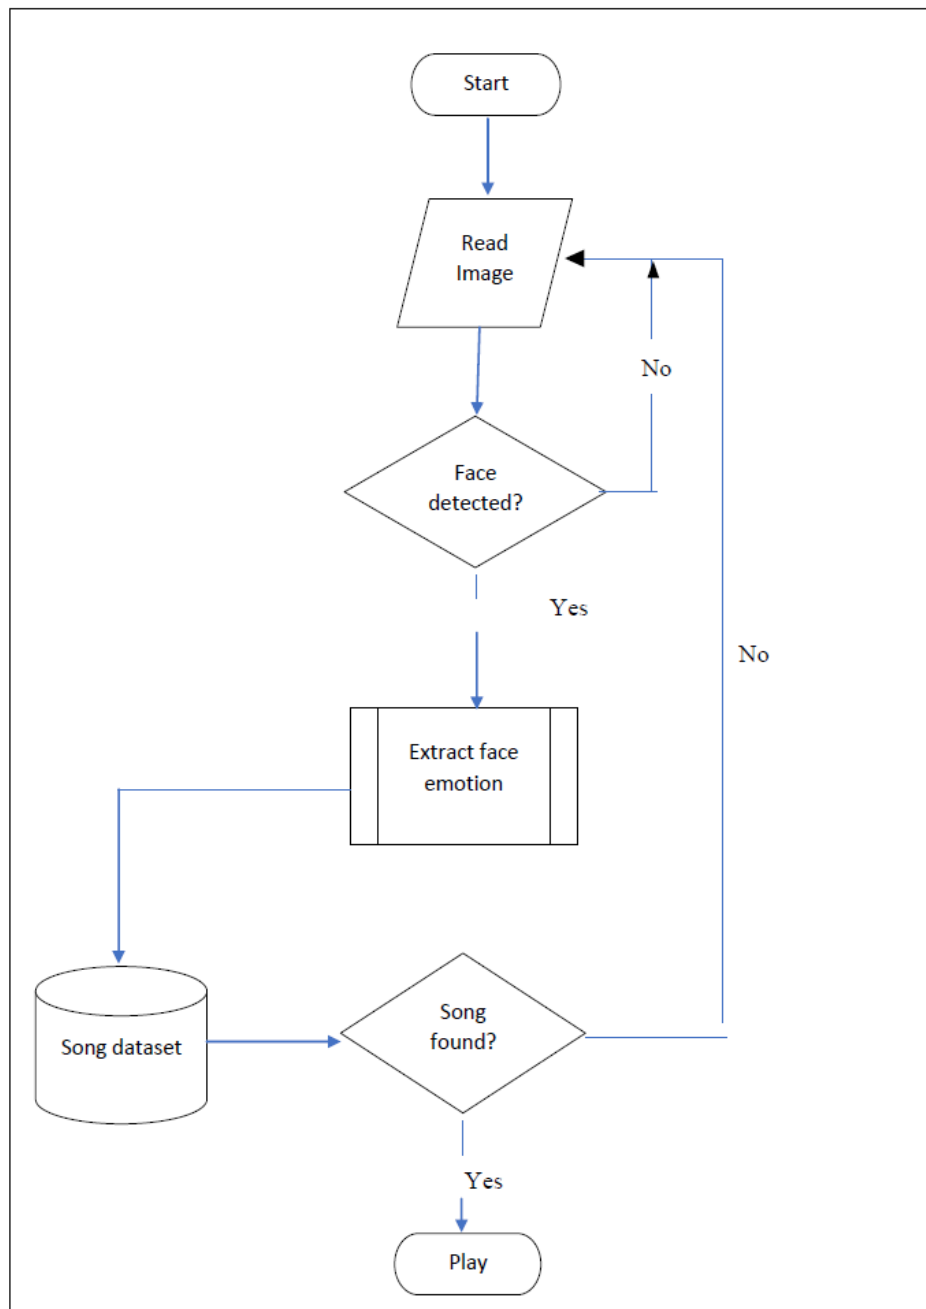 Start
Read
Image
No
Face
detected?
Yes
No
Extract face
emotion
Song dataset
Song
found?
Yes
Play